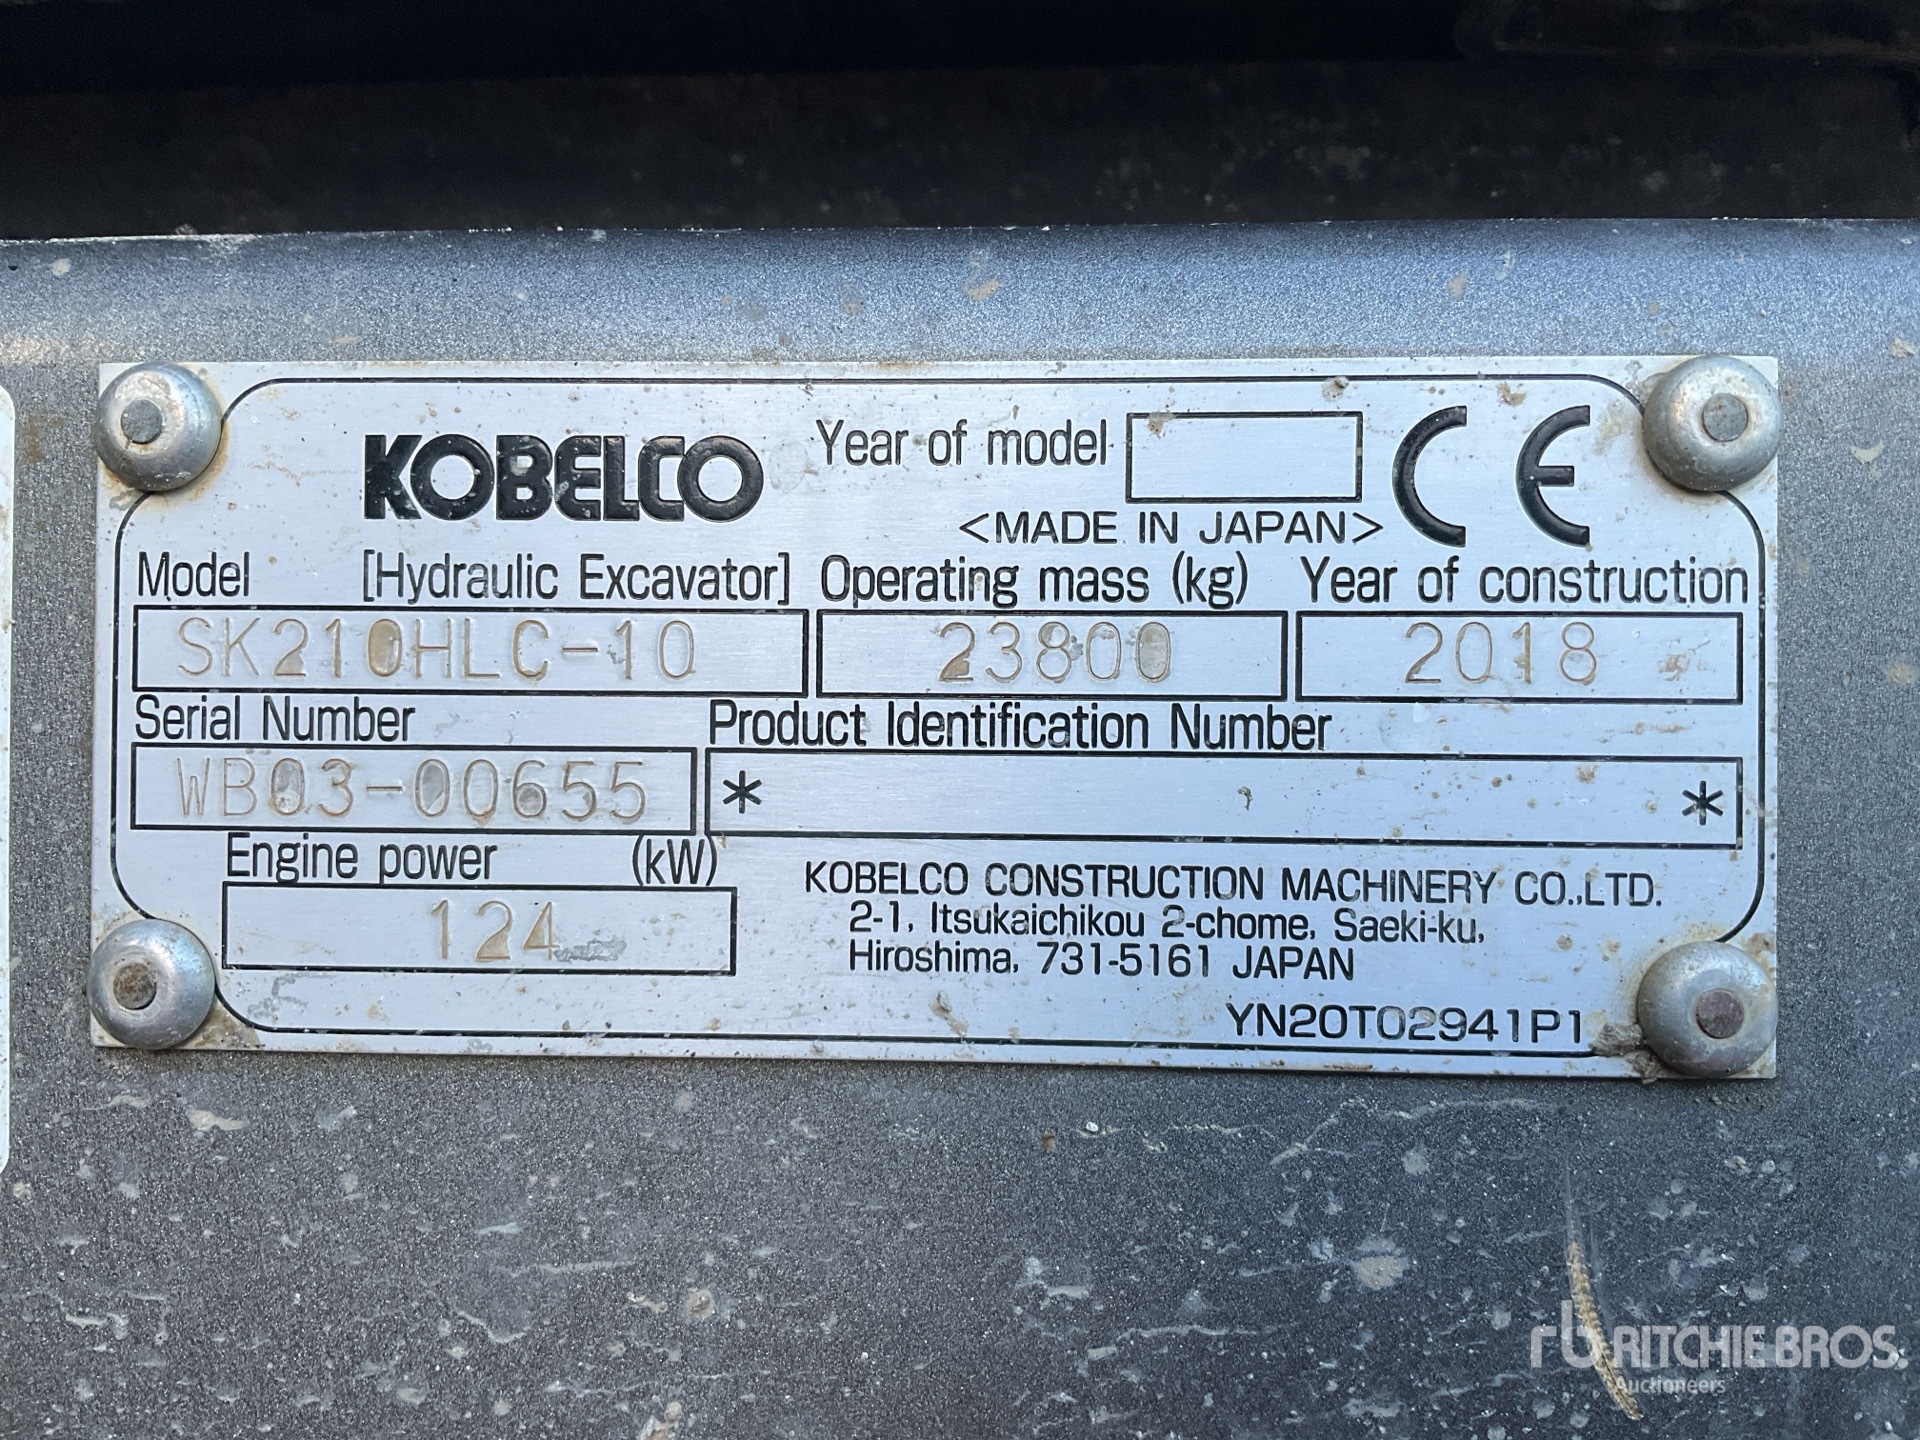 KOBELCO
Year of model
CE
<MADE IN JAPAN>
Model [Hydraulic Excavator] Operating mass (kg) Year of construction
SK210HLC-10 23800 2018
Serial Number Product Identification Number
WB03-00655 * *
Engine power (kW)
124
KOBELCO CONSTRUCTION MACHINERY CO.,LTD.
2-1, Itsukaichikou 2-chome, Saeki-ku,
Hiroshima, 731-5161 JAPAN
YN20T02941P1
rb RITCHIE BROS.
Auctioneers